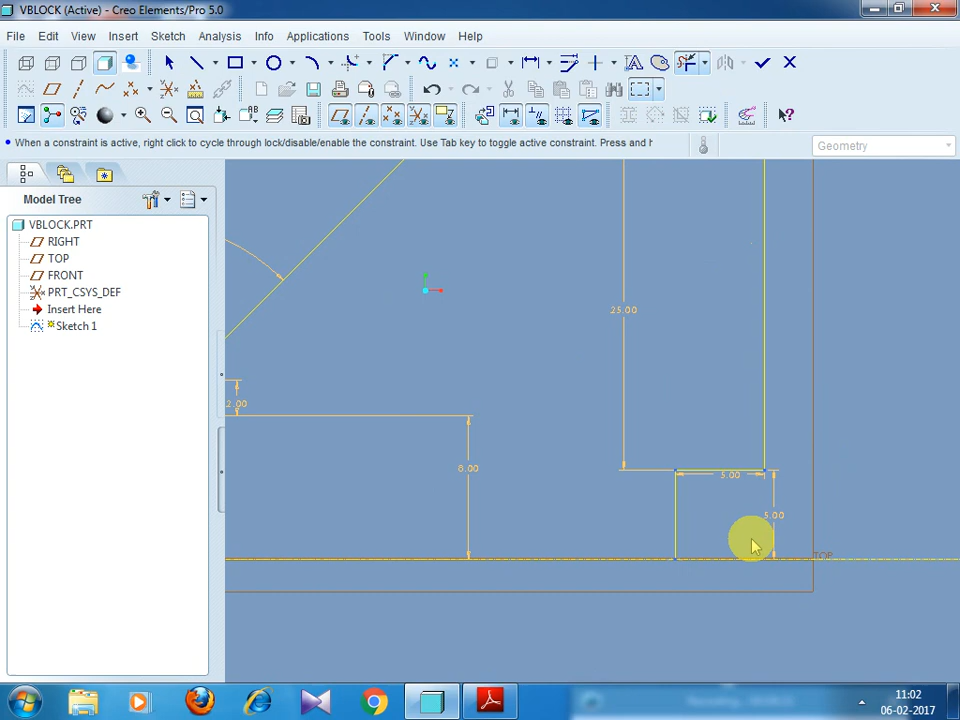 VBLOCK (Active) - Creo Elements/Pro 5.0
File Edit View Insert Sketch Analysis Info Applications Tools Window Help
When a constraint is active, right click to cycle through lock/disable/enable the constraint. Use Tab key to toggle active constraint. Press and h
Geometry
Model Tree
VBLOCK.PRT
RIGHT
TOP
FRONT
PRT_CSYS_DEF
Insert Here
Sketch 1
25.00
2.00
8.00
5.00
5.00
TOP
11:02
06-02-2017